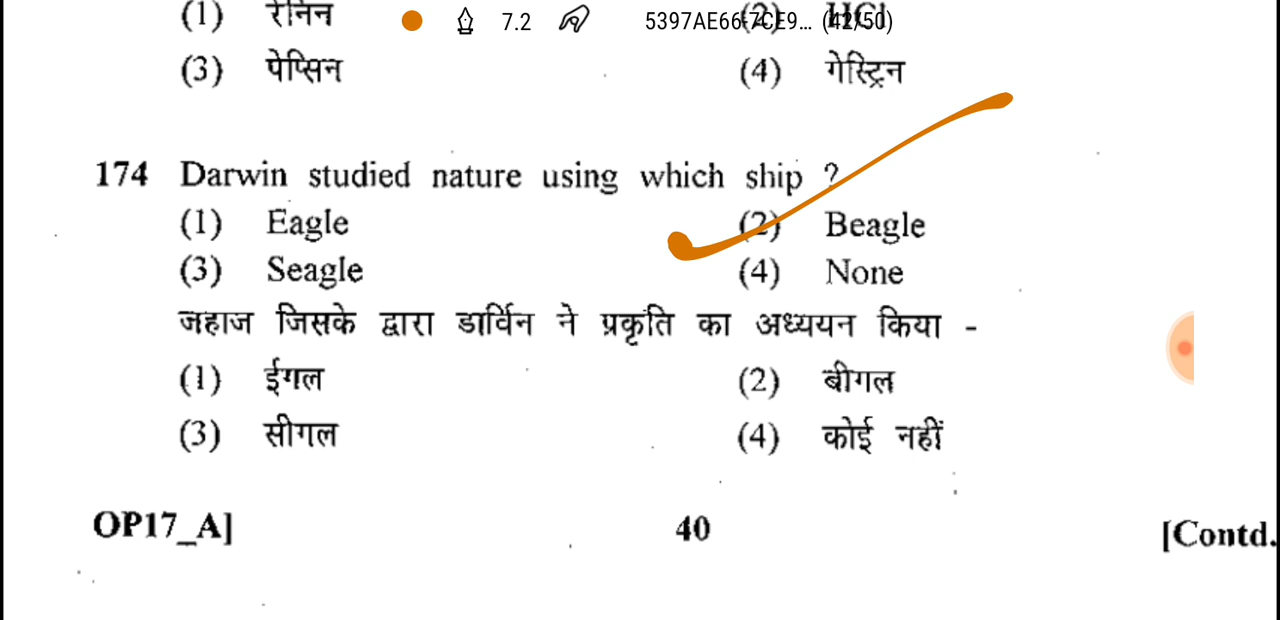 (1) रेनिन (2) HCl
7.2 5397AE66-7CE9... (42/50)
(3) पेप्सिन (4) गेस्ट्रिन
174 Darwin studied nature using which ship ?
(1) Eagle (2) Beagle
(3) Seagle (4) None
जहाज जिसके द्वारा डार्विन ने प्रकृति का अध्ययन किया -
(1) ईगल (2) बीगल
(3) सीगल (4) कोई नहीं
OP17_A] 40 [Contd.